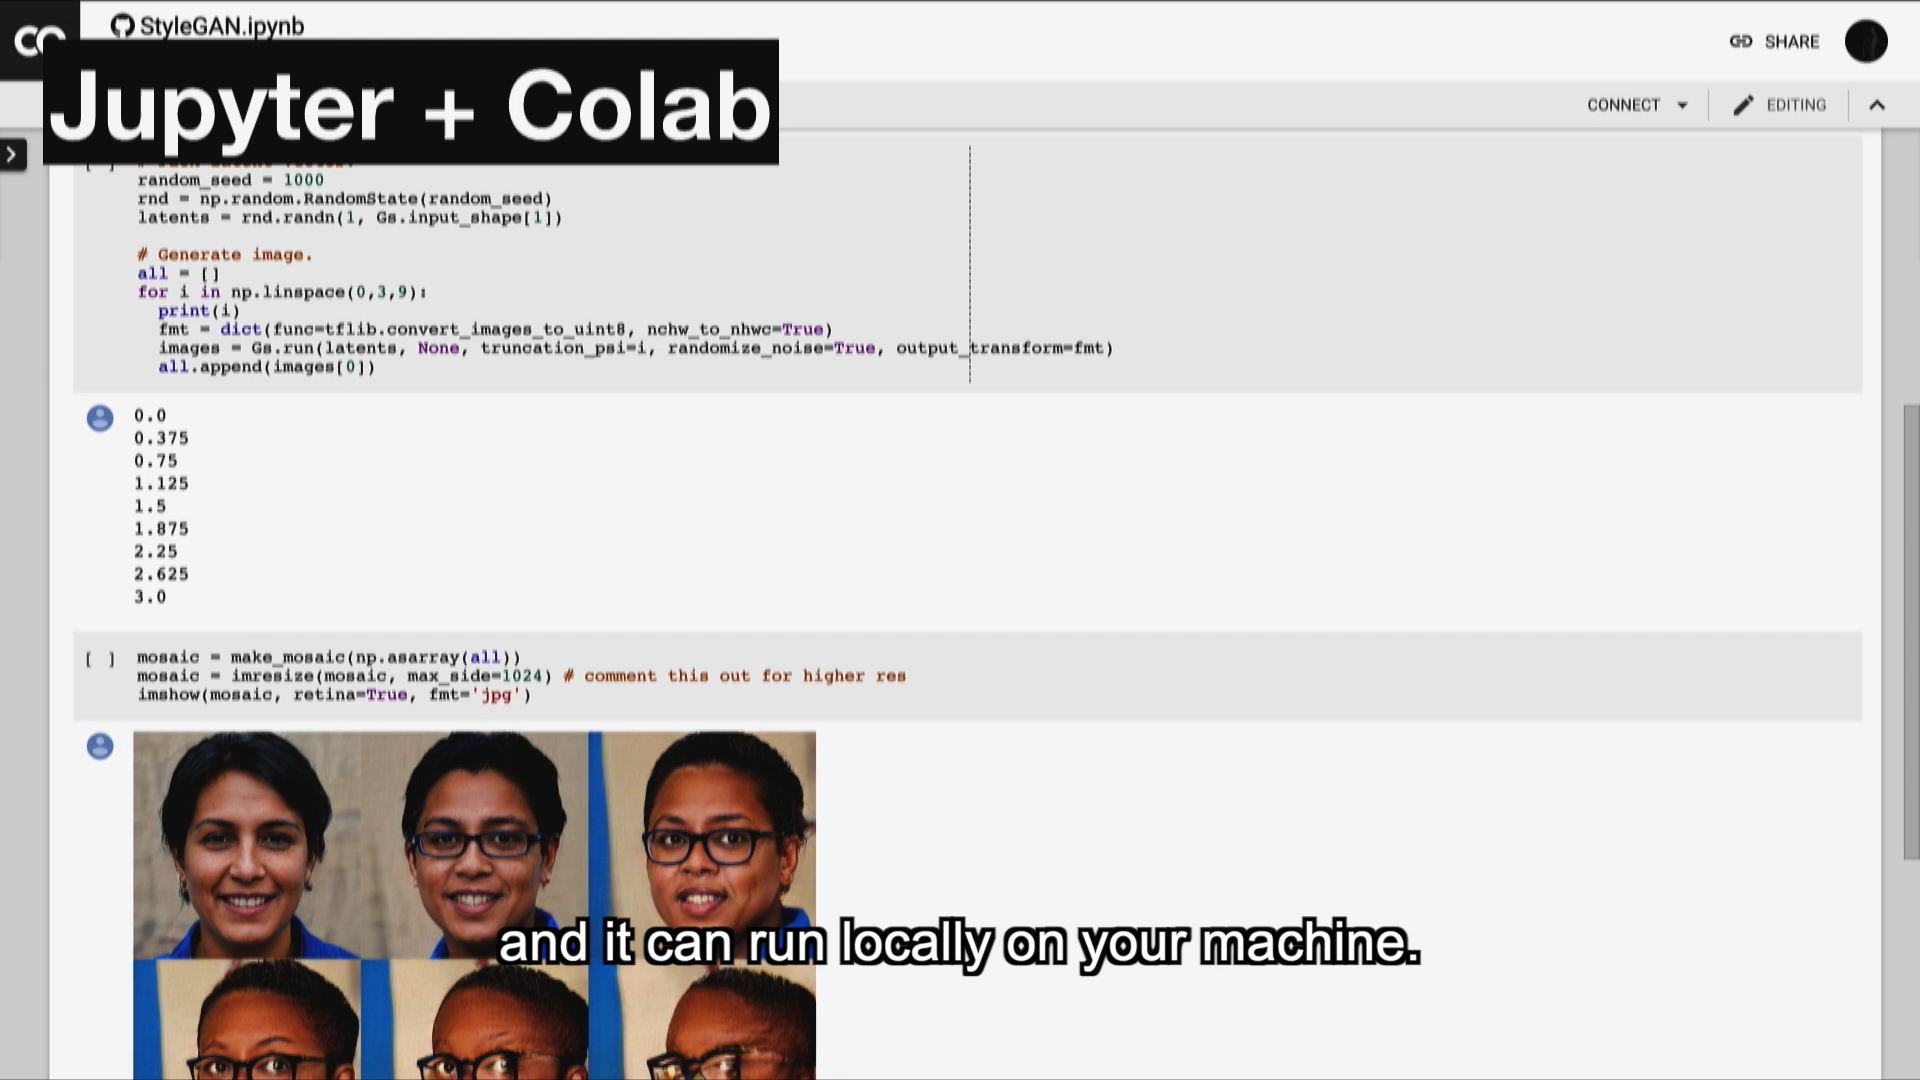 StyleGAN.ipynb
SHARE
Jupyter + Colab
CONNECT
EDITING
random_seed = 1000
rnd = np.random.RandomState(random_seed)
latents = rnd.randn(1, Gs.input_shape[1])
# Generate image.
all = []
for i in np.linspace(0,3,9):
print(i)
fmt = dict(func=tflib.convert_images_to_uint8, nchw_to_nhwc=True)
images = Gs.run(latents, None, truncation_psi=i, randomize_noise=True, output_transform=fmt)
all.append(images[0])
0.0
0.375
0.75
1.125
1.5
1.875
2.25
2.625
3.0
[ ] mosaic = make_mosaic(np.asarray(all))
mosaic = imresize(mosaic, max_side=1024) # comment this out for higher res
imshow(mosaic, retina=True, fmt='jpg')
and it can run locally on your machine.